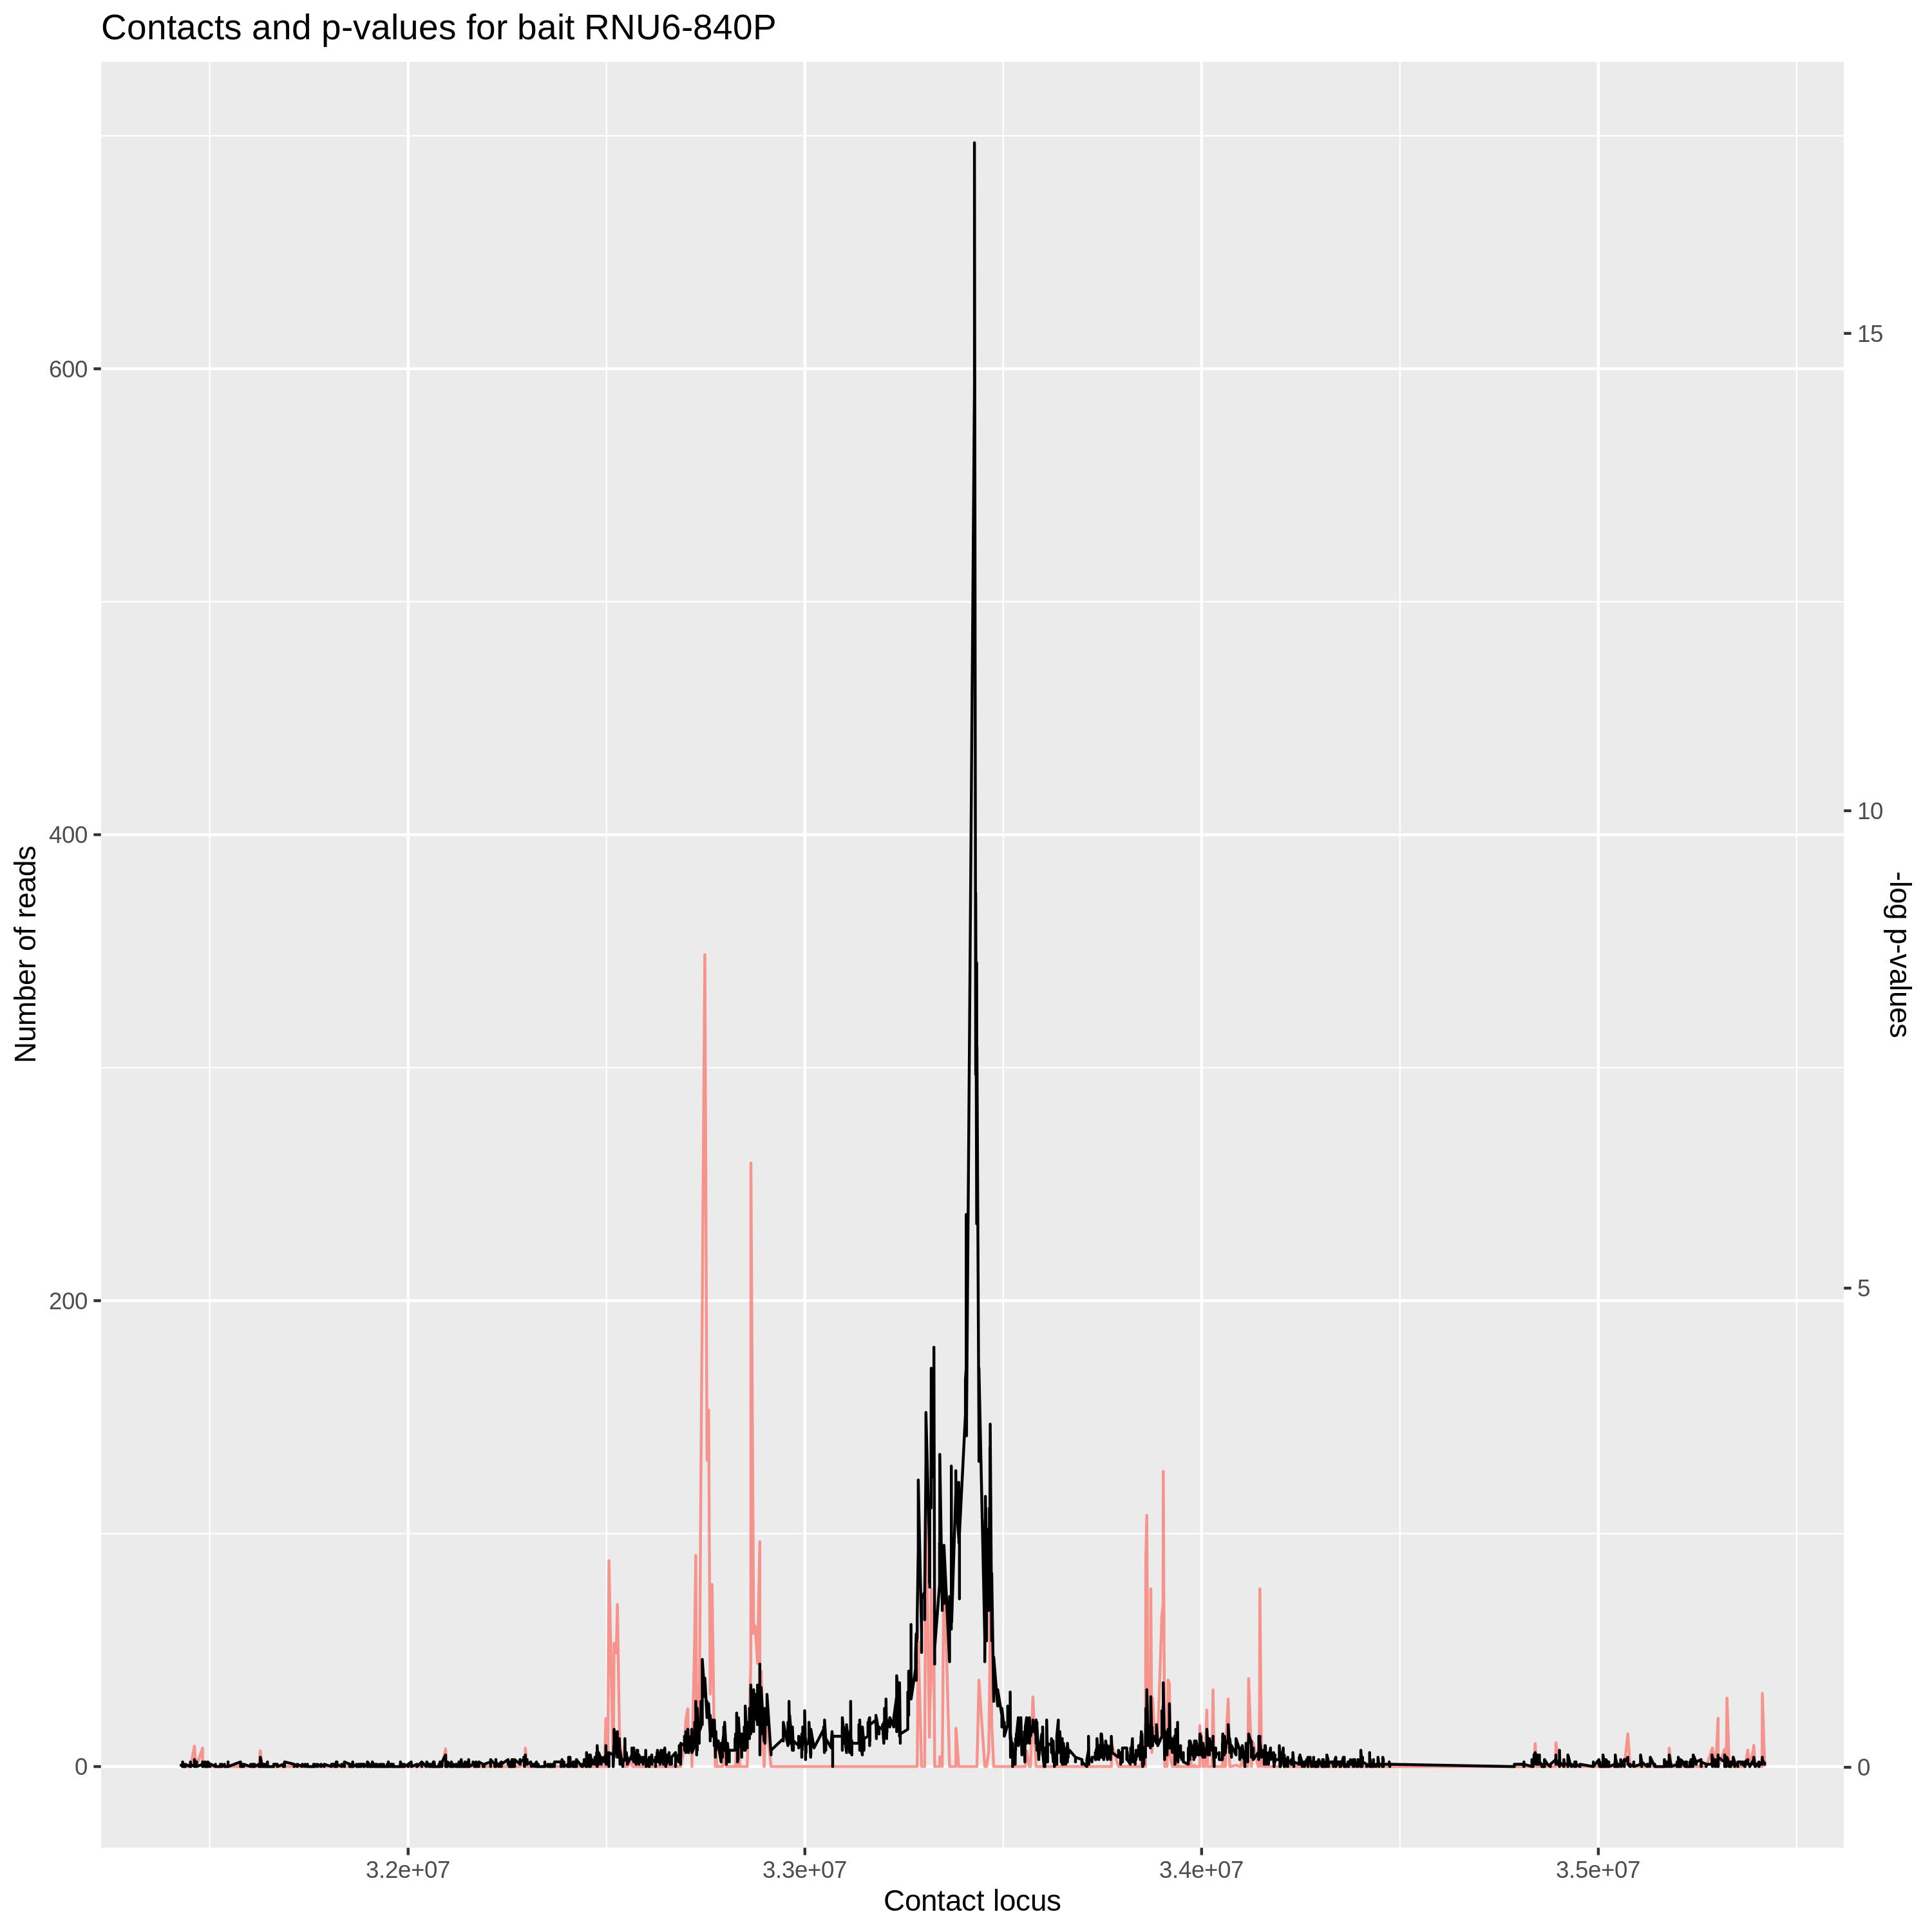 Contacts and p-values for bait RNU6-840P
600
400
200
0
Number of reads
15
10
5
0
-log p-values
3.2e+07
3.3e+07
3.4e+07
3.5e+07
Contact locus